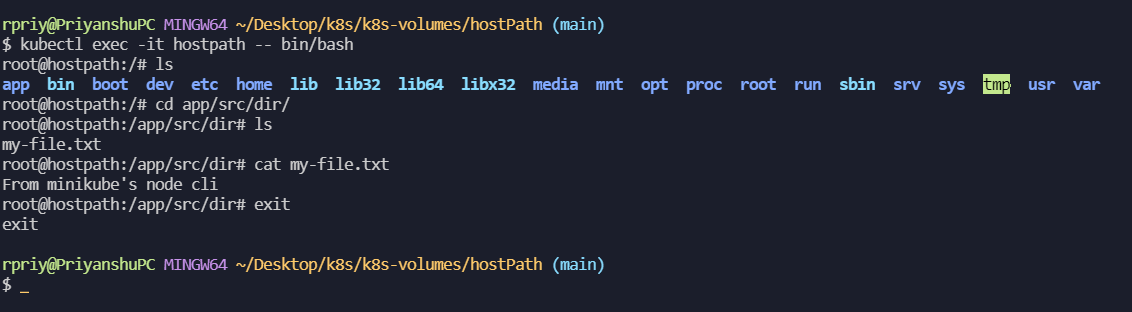 rpriy@PriyanshuPC MINGW64 ~/Desktop/k8s/k8s-volumes/hostPath (main)
$ kubectl exec -it hostpath -- bin/bash
root@hostpath:/# ls
app bin boot dev etc home lib lib32 lib64 libx32 media mnt opt proc root run sbin srv sys tmp usr var
root@hostpath:/# cd app/src/dir/
root@hostpath:/app/src/dir# ls
my-file.txt
root@hostpath:/app/src/dir# cat my-file.txt
From minikube's node cli
root@hostpath:/app/src/dir# exit
exit
rpriy@PriyanshuPC MINGW64 ~/Desktop/k8s/k8s-volumes/hostPath (main)
$ _